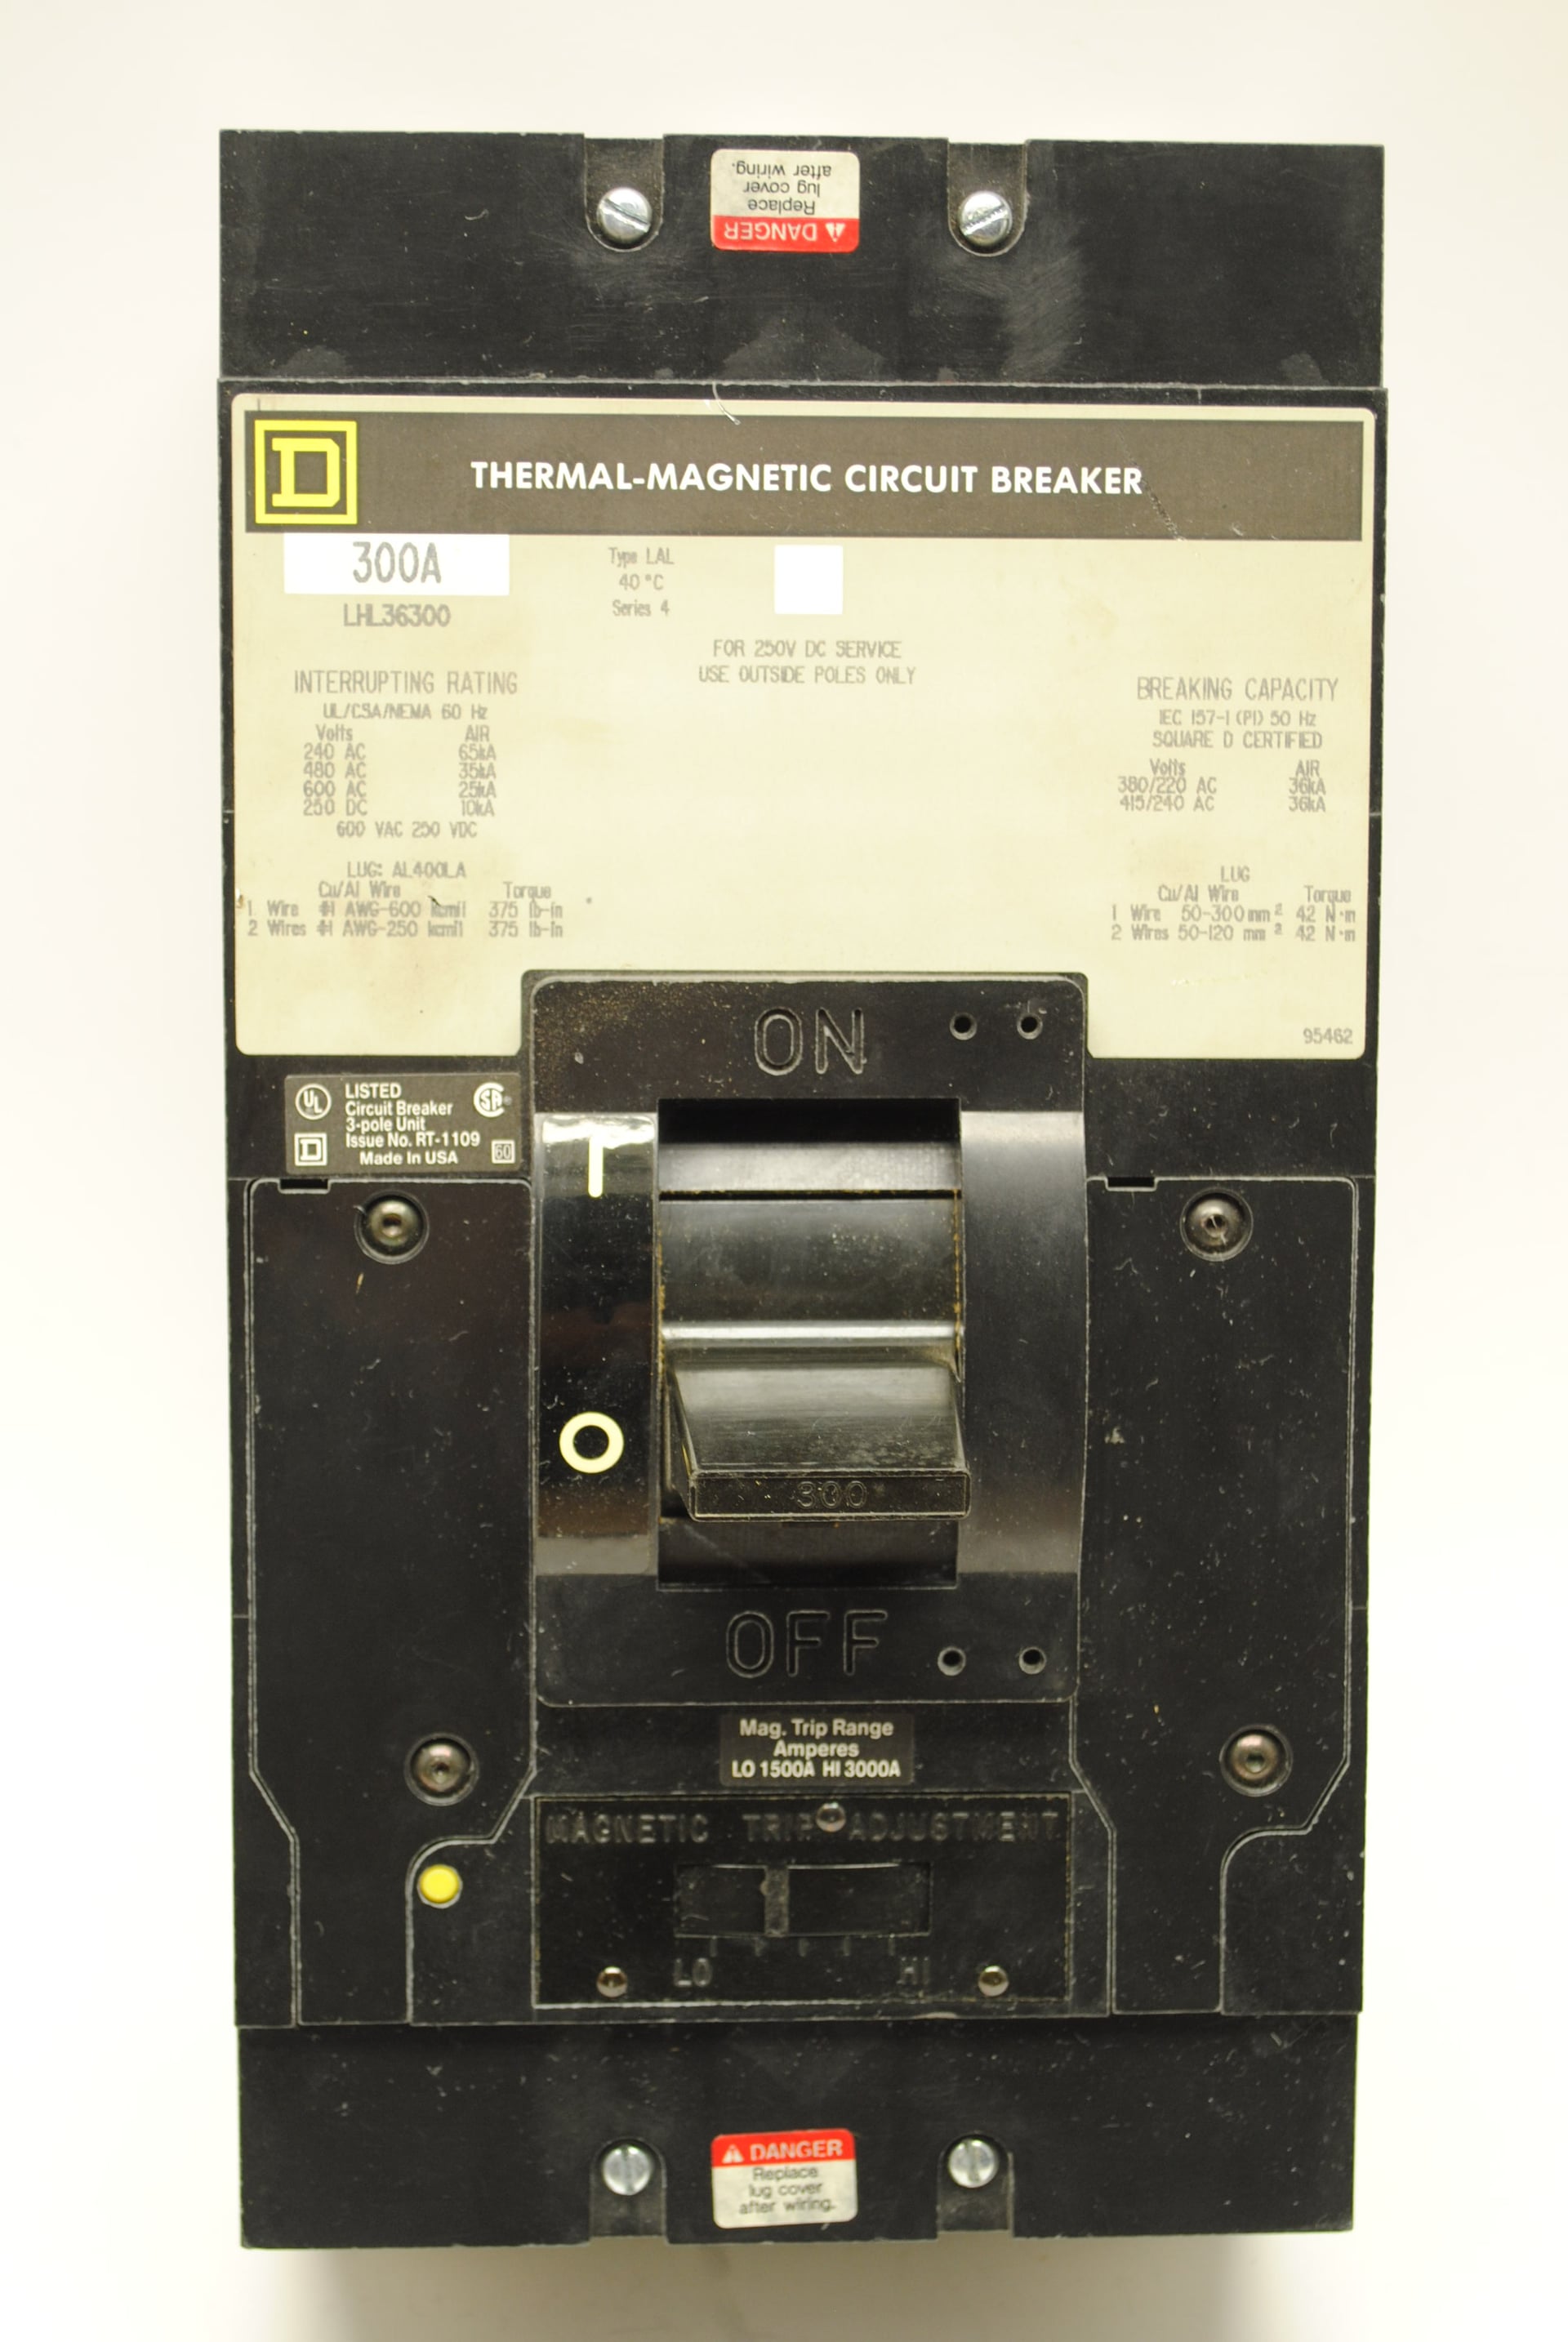 after wiring.
lug cover
Replace
DANGER
D
THERMAL-MAGNETIC CIRCUIT BREAKER
300A
LHL36300
Type LAL
40°C
Series 4
FOR 250V DC SERVICE
USE OUTSIDE POLES ONLY
INTERRUPTING RATING
UL/CSA/NEMA 60 Hz
Volts AIR
240 AC 65kA
480 AC 35kA
600 AC 25kA
250 DC 10kA
600 VAC 250 VDC
LUG: AL400LA
Cu/Al Wire Torque
1 Wire #1 AWG-600 kcmil 375 lb-in
2 Wires #1 AWG-250 kcmil 375 lb-in
BREAKING CAPACITY
IEC 157-1 (P1) 50 Hz
SQUARE D CERTIFIED
Volts AIR
380/220 AC 36kA
415/240 AC 36kA
LUG
Cu/Al Wire Torque
1 Wire 50-300 mm² 42 N·m
2 Wires 50-120 mm² 42 N·m
95462
UL LISTED SA
Circuit Breaker
3-pole Unit
D Issue No. RT-1109
Made In USA 60
ON
I
O
300
OFF
Mag. Trip Range
Amperes
LO 1500A HI 3000A
MAGNETIC TRIP ADJUSTMENT
LO HI
DANGER
Replace
lug cover
after wiring.